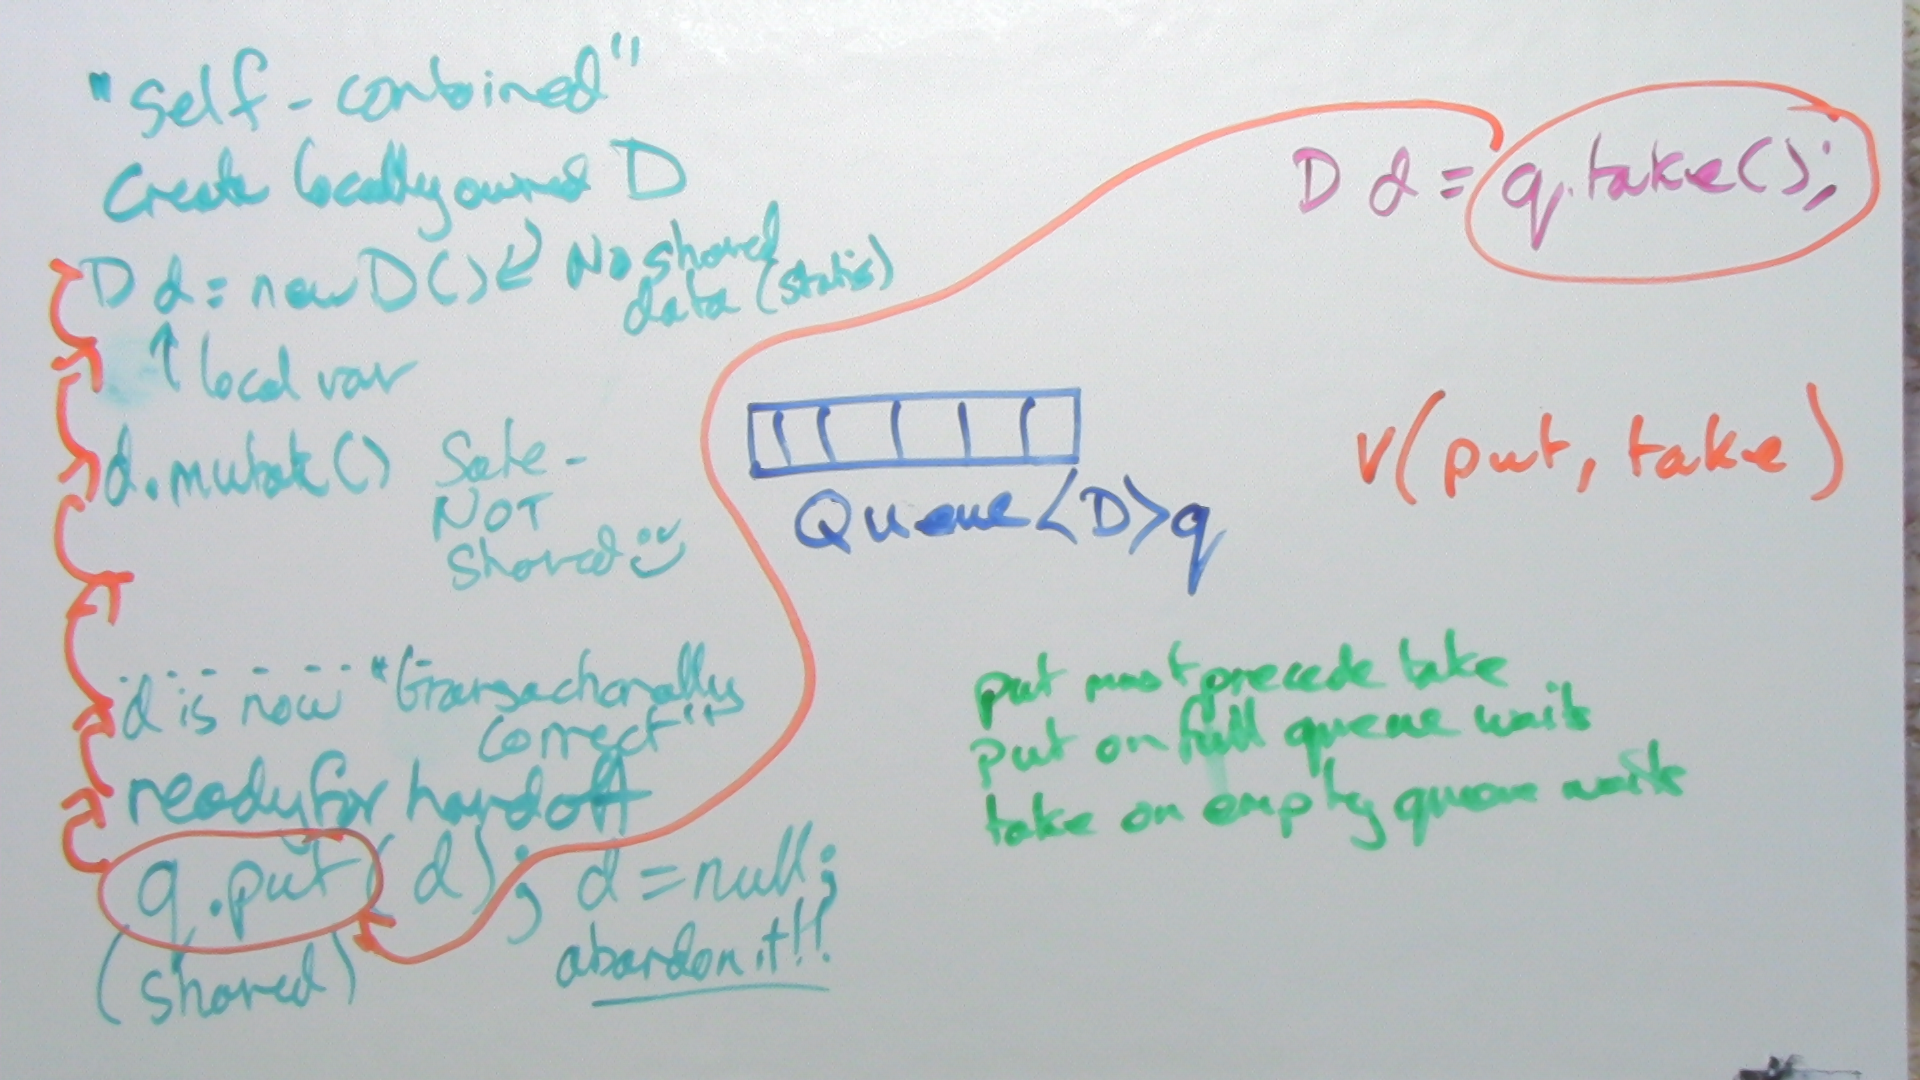 "self-contained"
Create locally owned D
D d = new D() ← No shared
data (static)
↑ local var
d.mutate() Safe -
NOT
Shared
d is now "transactionally
correct"
ready for handoff
q.put(d); d = null;
(shared) abandon it!!
Queue<D> q
D d = q.take();
V(put, take)
put must precede take
put on full queue waits
take on empty queue waits